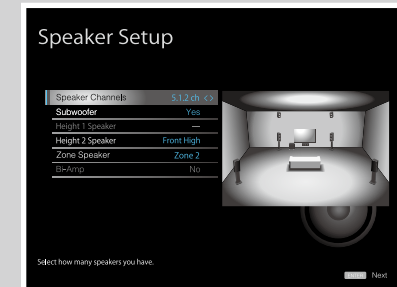 Speaker Setup
Speaker Channels 5.1.2 ch <>
Subwoofer Yes
Height 1 Speaker —
Height 2 Speaker Front High
Zone Speaker Zone 2
Bi-Amp No
Select how many speakers you have.
ENTER Next